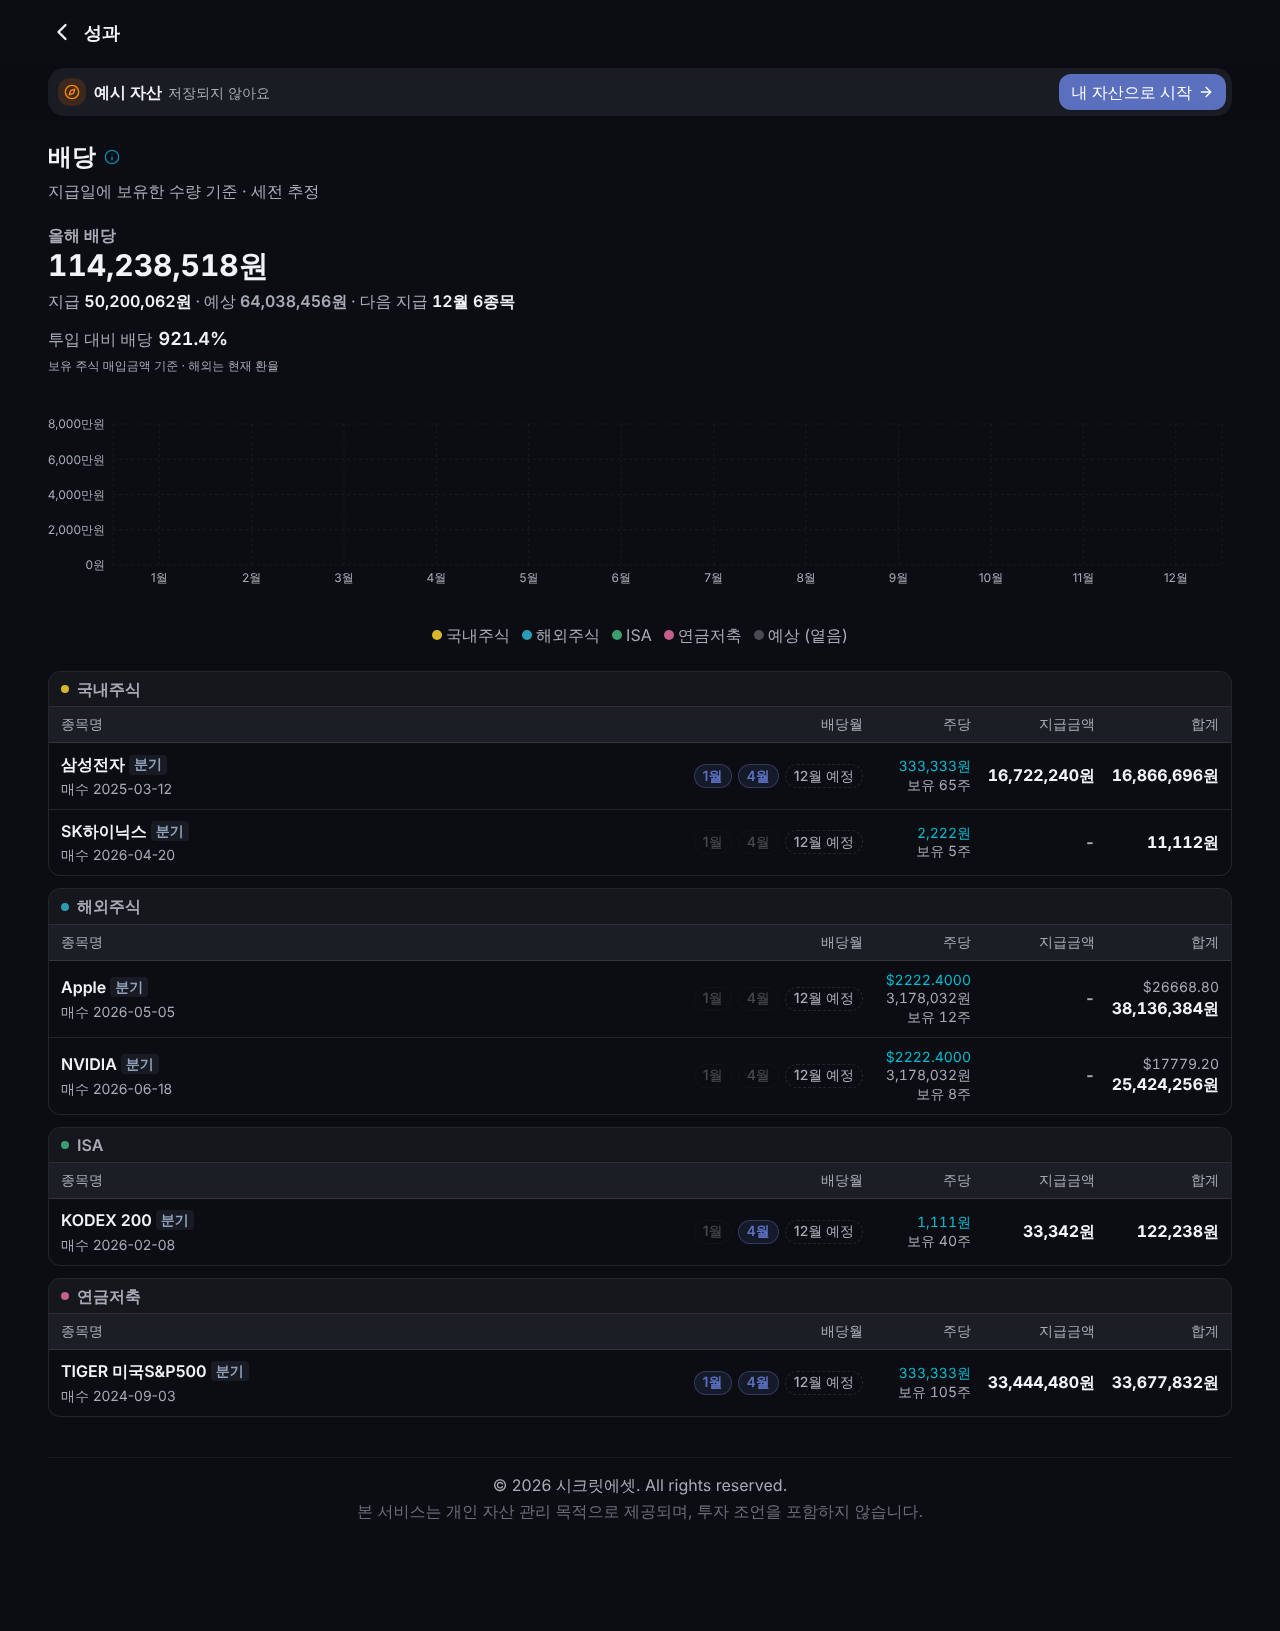 성과
예시 자산 저장되지 않아요
내 자산으로 시작
배당
지급일에 보유한 수량 기준 · 세전 추정
올해 배당
114,238,518원
지급 50,200,062원 · 예상 64,038,456원 · 다음 지급 12월 6종목
투입 대비 배당 921.4%
보유 주식 매입금액 기준 · 해외는 현재 환율
8,000만원
6,000만원
4,000만원
2,000만원
0원
1월 2월 3월 4월 5월 6월 7월 8월 9월 10월 11월 12월
국내주식 해외주식 ISA 연금저축 예상 (옅음)
국내주식
종목명 배당월 주당 지급금액 합계
삼성전자 분기
매수 2025-03-12
1월 4월 12월 예정
333,333원
보유 65주
16,722,240원 16,866,696원
SK하이닉스 분기
매수 2026-04-20
1월 4월 12월 예정
2,222원
보유 5주
- 11,112원
해외주식
종목명 배당월 주당 지급금액 합계
Apple 분기
매수 2026-05-05
1월 4월 12월 예정
$2222.4000
3,178,032원
보유 12주
-
$26668.80
38,136,384원
NVIDIA 분기
매수 2026-06-18
1월 4월 12월 예정
$2222.4000
3,178,032원
보유 8주
-
$17779.20
25,424,256원
ISA
종목명 배당월 주당 지급금액 합계
KODEX 200 분기
매수 2026-02-08
1월 4월 12월 예정
1,111원
보유 40주
33,342원 122,238원
연금저축
종목명 배당월 주당 지급금액 합계
TIGER 미국S&P500 분기
매수 2024-09-03
1월 4월 12월 예정
333,333원
보유 105주
33,444,480원 33,677,832원
© 2026 시크릿에셋. All rights reserved.
본 서비스는 개인 자산 관리 목적으로 제공되며, 투자 조언을 포함하지 않습니다.